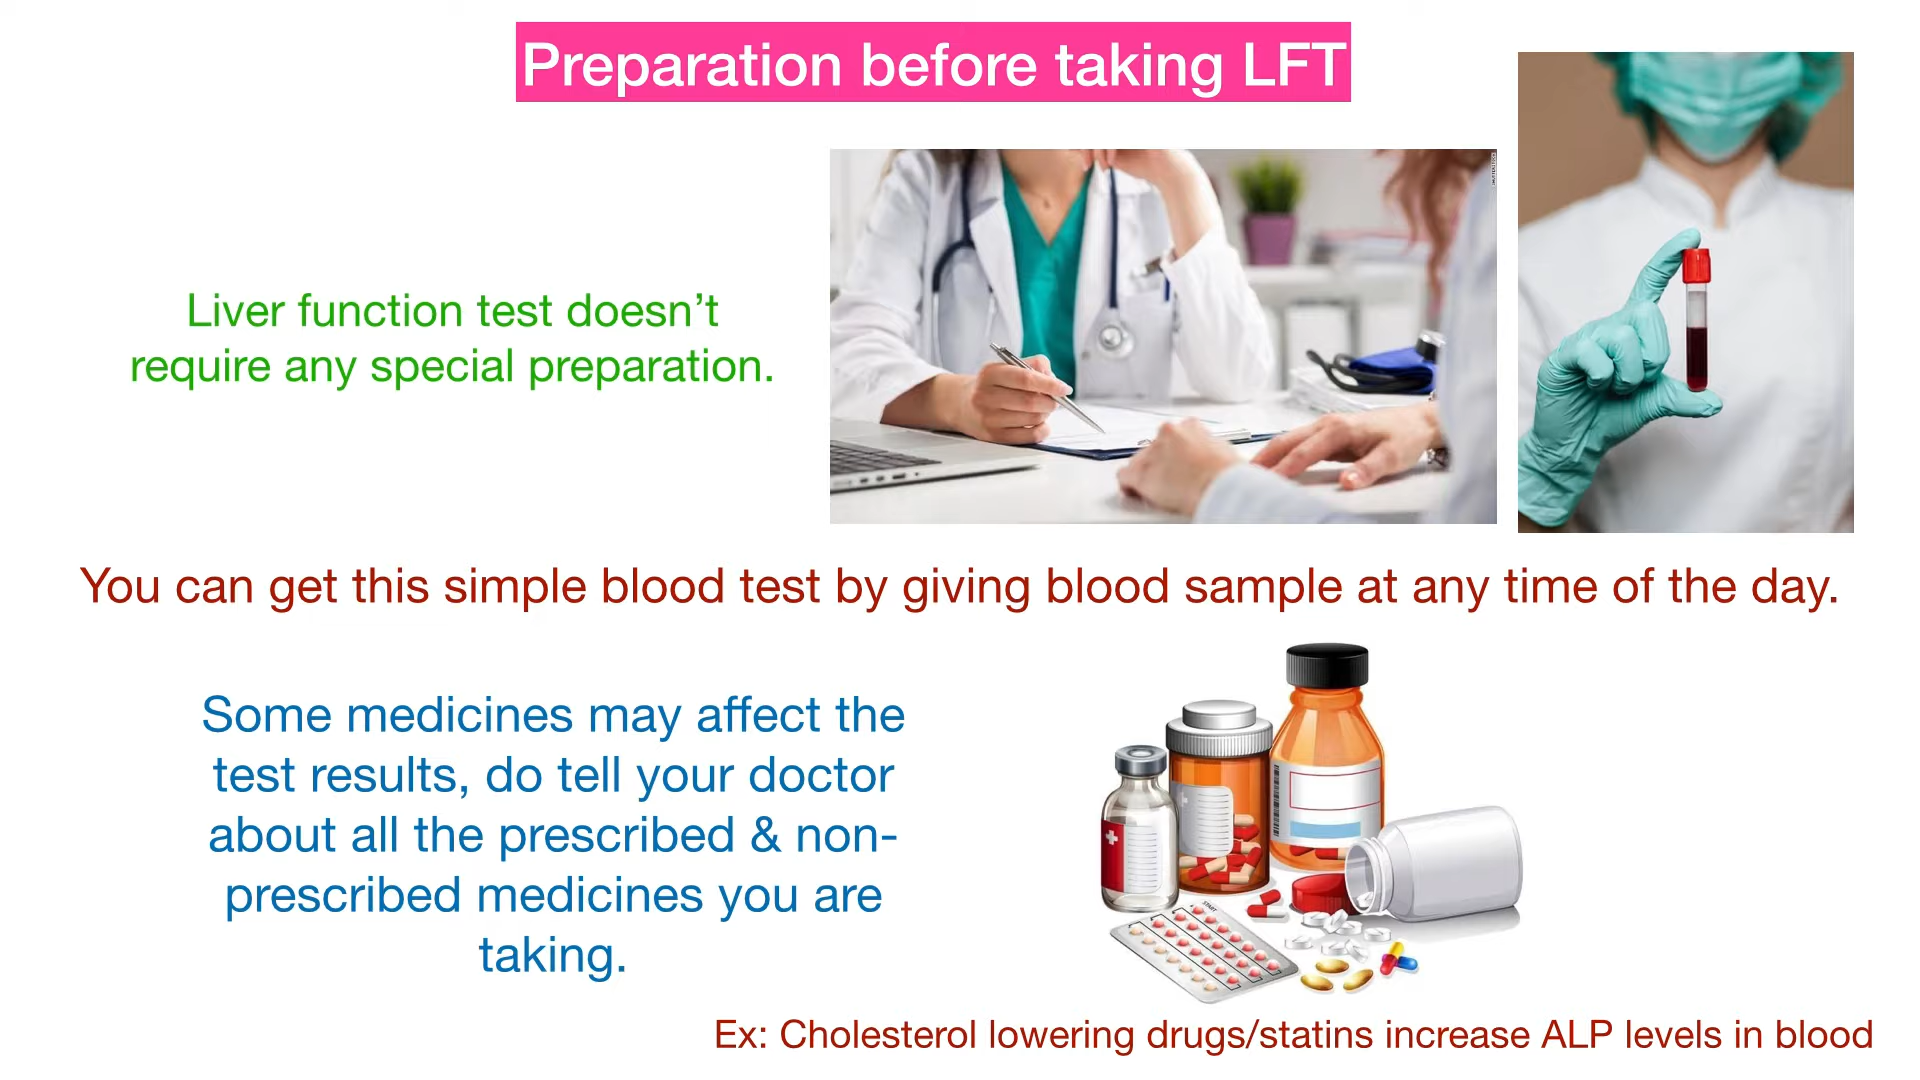 Preparation before taking LFT
Liver function test doesn’t
require any special preparation.
You can get this simple blood test by giving blood sample at any time of the day.
Some medicines may affect the
test results, do tell your doctor
about all the prescribed & non-
prescribed medicines you are
taking.
START
Ex: Cholesterol lowering drugs/statins increase ALP levels in blood